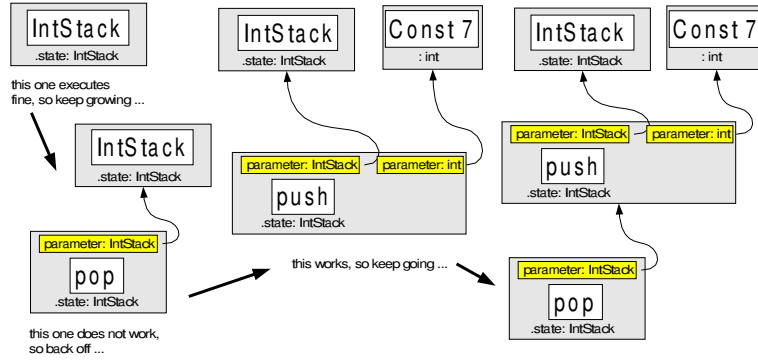 IntStack
.state: IntStack
this one executes
fine, so keep growing ...
IntStack
.state: IntStack
parameter: IntStack
pop
.state: IntStack
this one does not work,
so back off ...
IntStack
.state: IntStack
Const 7
: int
parameter: IntStack
parameter: int
push
.state: IntStack
this works, so keep going ...
IntStack
.state: IntStack
Const 7
: int
parameter: IntStack
parameter: int
push
.state: IntStack
parameter: IntStack
pop
.state: IntStack